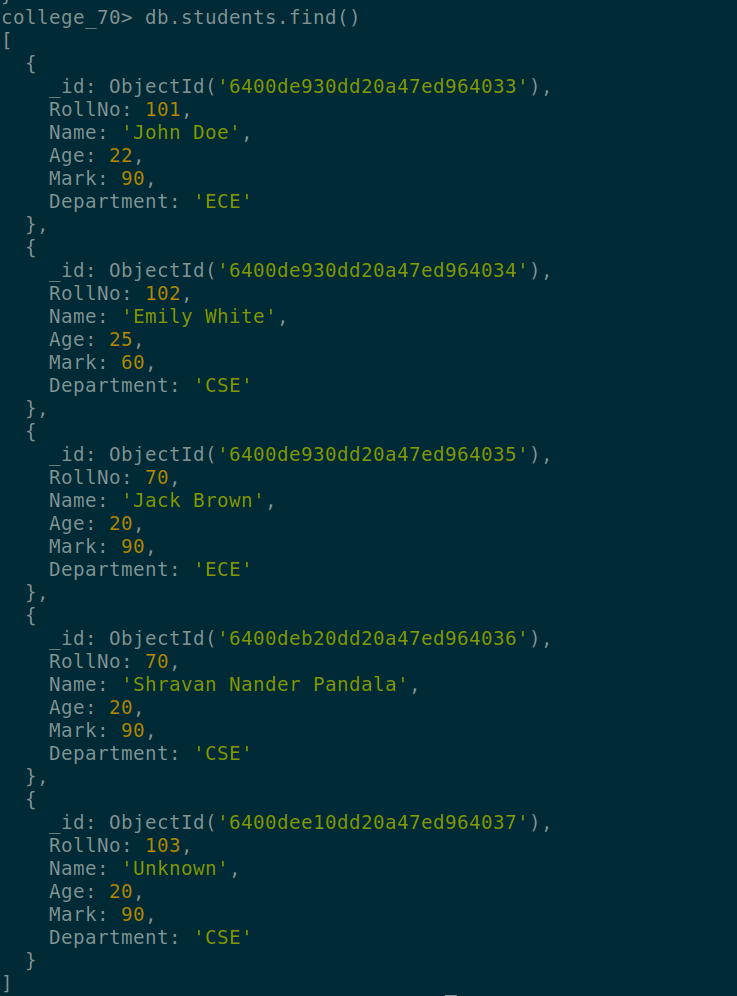 college_70> db.students.find()
[
  {
    _id: ObjectId('6400de930dd20a47ed964033'),
    RollNo: 101,
    Name: 'John Doe',
    Age: 22,
    Mark: 90,
    Department: 'ECE'
  },
  {
    _id: ObjectId('6400de930dd20a47ed964034'),
    RollNo: 102,
    Name: 'Emily White',
    Age: 25,
    Mark: 60,
    Department: 'CSE'
  },
  {
    _id: ObjectId('6400de930dd20a47ed964035'),
    RollNo: 70,
    Name: 'Jack Brown',
    Age: 20,
    Mark: 90,
    Department: 'ECE'
  },
  {
    _id: ObjectId('6400deb20dd20a47ed964036'),
    RollNo: 70,
    Name: 'Shravan Nander Pandala',
    Age: 20,
    Mark: 90,
    Department: 'CSE'
  },
  {
    _id: ObjectId('6400dee10dd20a47ed964037'),
    RollNo: 103,
    Name: 'Unknown',
    Age: 20,
    Mark: 90,
    Department: 'CSE'
  }
]